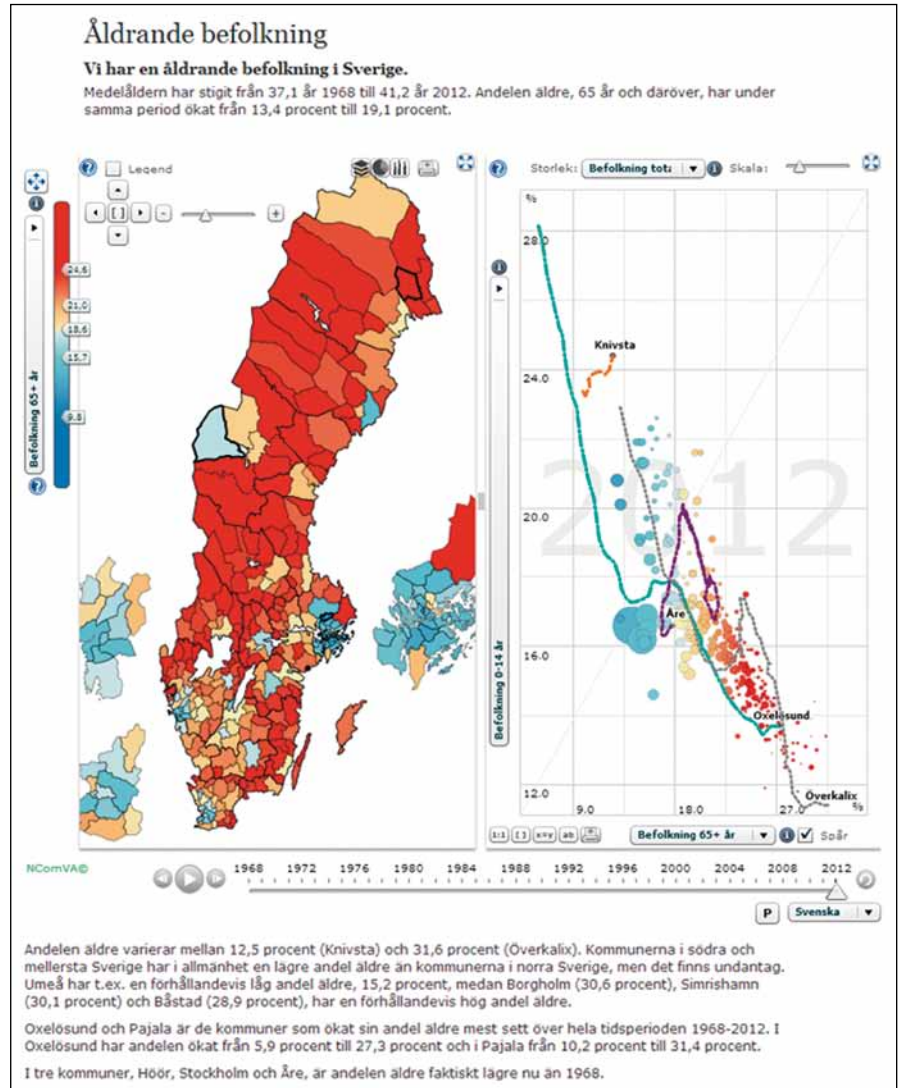 Åldrande befolkning
Vi har en åldrande befolkning i Sverige.
Medelåldern har stigit från 37,1 år 1968 till 41,2 år 2012. Andelen äldre, 65 år och däröver, har under
samma period ökat från 13,4 procent till 19,1 procent.
Legend
Storlek: Befolkning tota
Skala:
Befolkning 65+ år
24,6
21,0
18,6
15,7
9,8
Befolkning 0-14 år
%
28.0
24.0
20.0
16.0
12.0
2012
Knivsta
Åre
Oxelösund
Överkalix
9.0 18.0 27.0 %
1:1 [ ] x=y ab
Befolkning 65+ år
Spår
NComVA©
1968 1972 1976 1980 1984 1988 1992 1996 2000 2004 2008 2012
P Svenska
Andelen äldre varierar mellan 12,5 procent (Knivsta) och 31,6 procent (Överkalix). Kommunerna i södra och
mellersta Sverige har i allmänhet en lägre andel äldre än kommunerna i norra Sverige, men det finns undantag.
Umeå har t.ex. en förhållandevis låg andel äldre, 15,2 procent, medan Borgholm (30,6 procent), Simrishamn
(30,1 procent) och Båstad (28,9 procent), har en förhållandevis hög andel äldre.
Oxelösund och Pajala är de kommuner som ökat sin andel äldre mest sett över hela tidsperioden 1968-2012. I
Oxelösund har andelen ökat från 5,9 procent till 27,3 procent och i Pajala från 10,2 procent till 31,4 procent.
I tre kommuner, Höör, Stockholm och Åre, är andelen äldre faktiskt lägre nu än 1968.